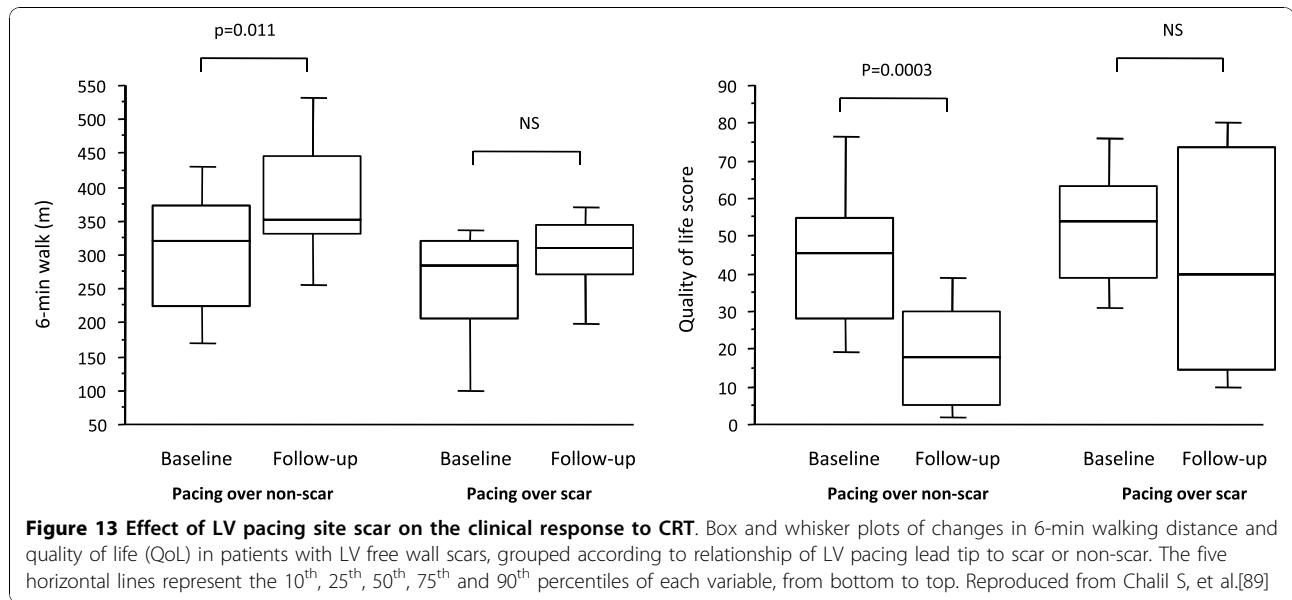 p=0.011
NS
550
500
450
400
350
300
250
200
150
100
50
6-min walk (m)
Baseline Follow-up Baseline Follow-up
Pacing over non-scar Pacing over scar
P=0.0003
NS
90
80
70
60
50
40
30
20
10
0
Quality of life score
Baseline Follow-up Baseline Follow-up
Pacing over non-scar Pacing over scar
Figure 13 Effect of LV pacing site scar on the clinical response to CRT. Box and whisker plots of changes in 6-min walking distance and
quality of life (QoL) in patients with LV free wall scars, grouped according to relationship of LV pacing lead tip to scar or non-scar. The five
horizontal lines represent the 10th, 25th, 50th, 75th and 90th percentiles of each variable, from bottom to top. Reproduced from Chalil S, et al.[89]